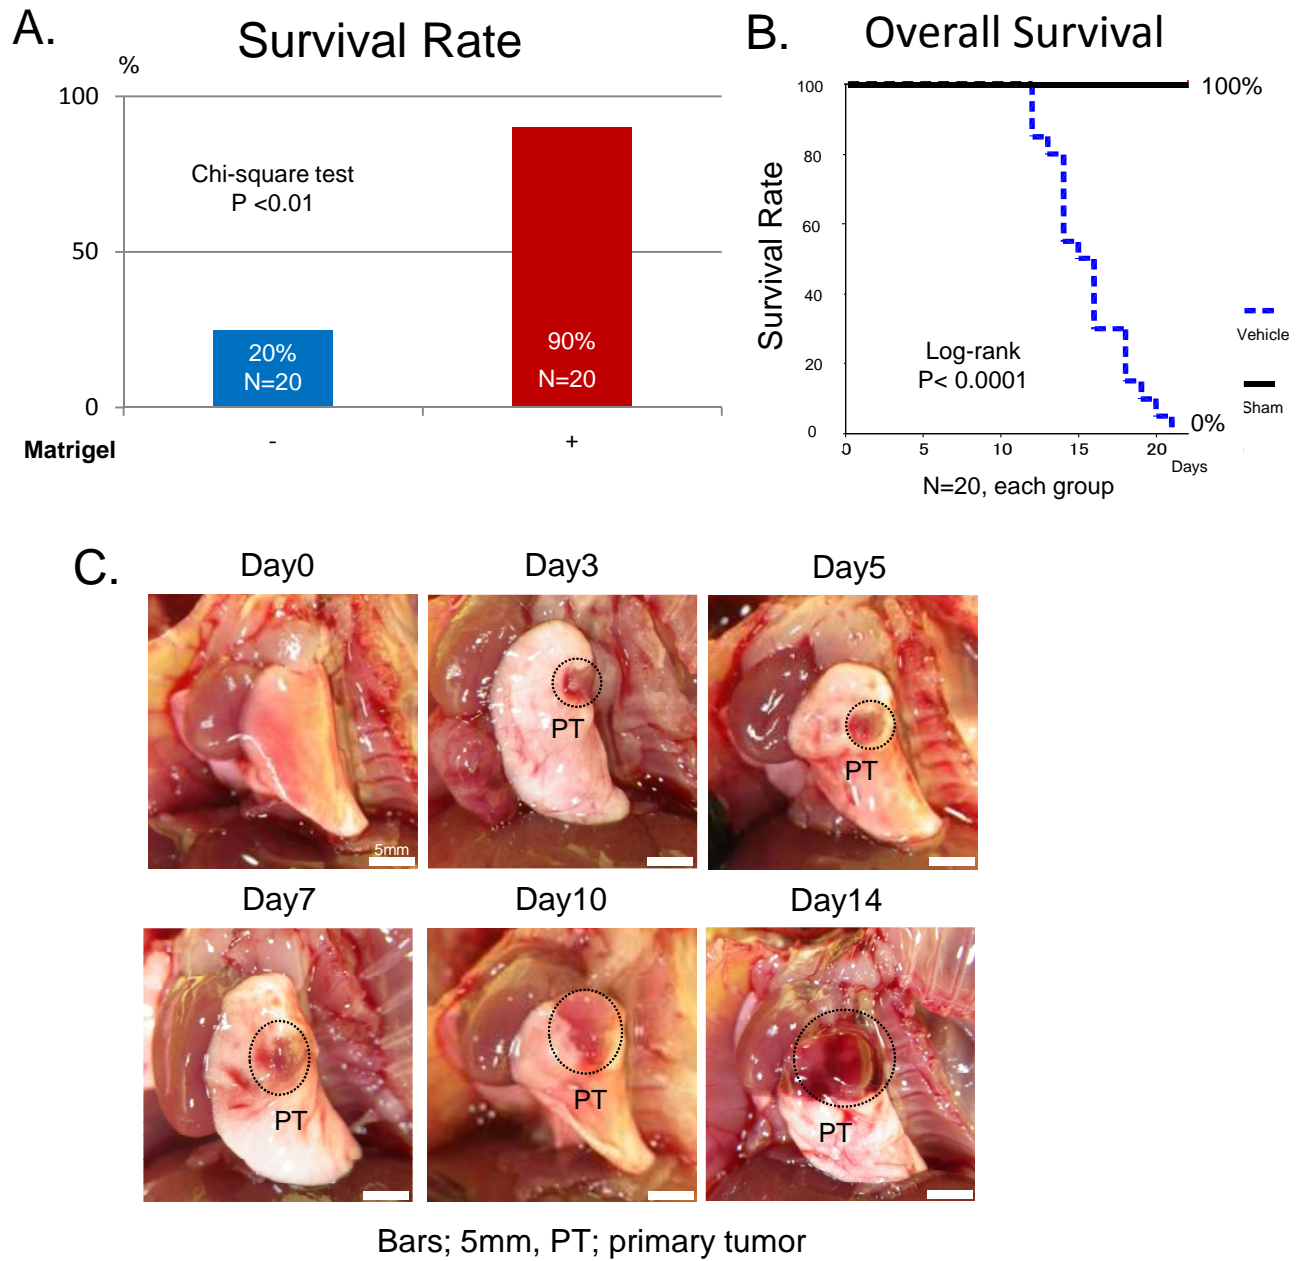 A.
Survival Rate
%
100
50
0
Chi-square test
P <0.01
20%
N=20
90%
N=20
Matrigel
-
+
B.
Overall Survival
Survival Rate
100
80
60
40
20
0
0 5 10 15 20
Days
100%
0%
Log-rank
P< 0.0001
Vehicle
Sham
N=20, each group
C.
Day0
Day3
Day5
5mm
PT
PT
Day7
Day10
Day14
PT
PT
PT
Bars; 5mm, PT; primary tumor